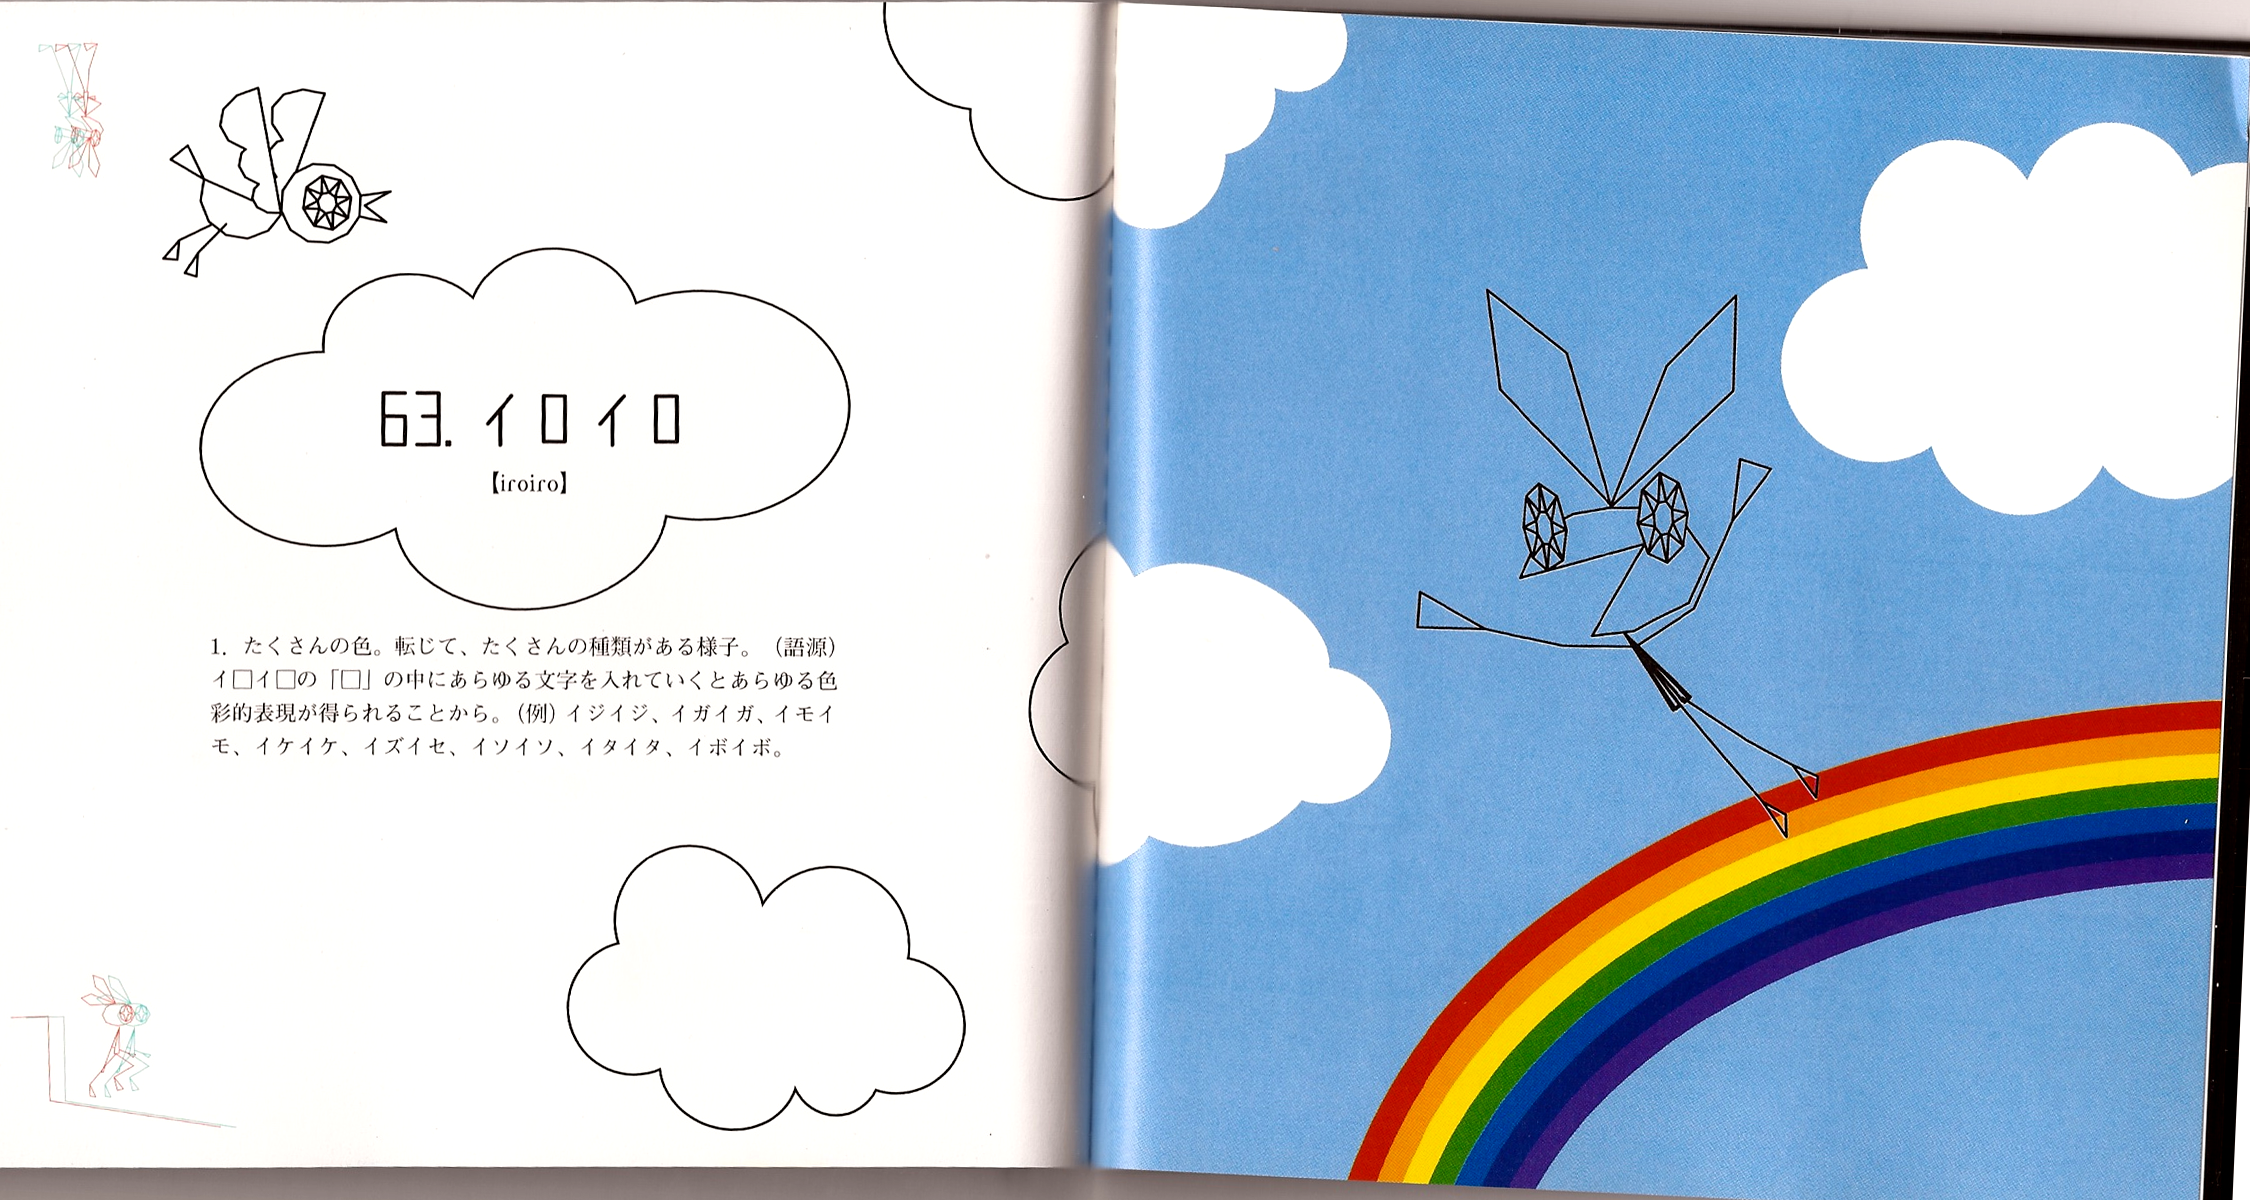 63. イロイロ
【iroiro】
1. たくさんの色。転じて、たくさんの種類がある様子。（語源）
イ□イ□の「□」の中にあらゆる文字を入れていくとあらゆる色
彩的表現が得られることから。（例）イジイジ、イガイガ、イモイ
モ、イケイケ、イズイセ、イソイソ、イタイタ、イボイボ。